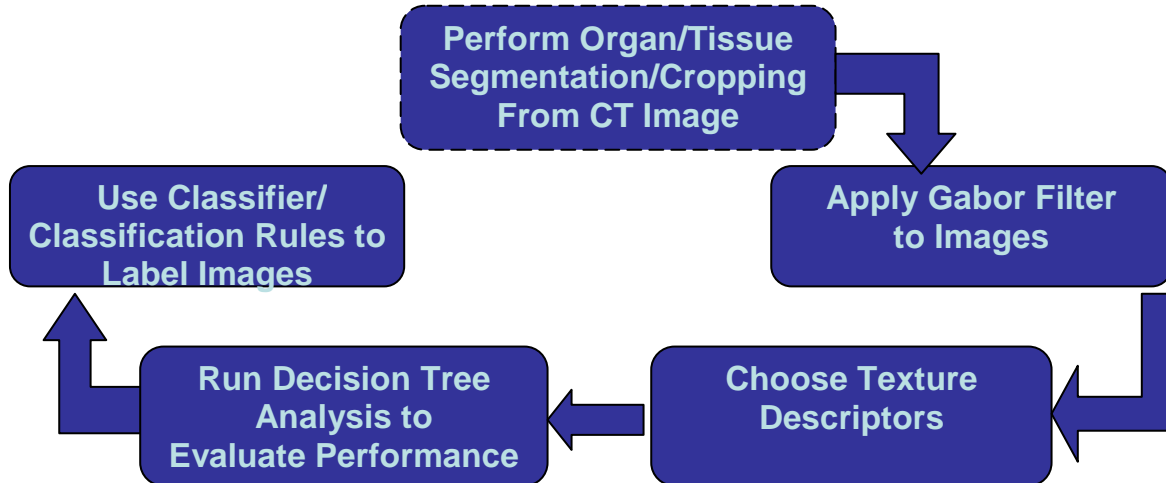 Perform Organ/Tissue
Segmentation/Cropping
From CT Image
Apply Gabor Filter
to Images
Choose Texture
Descriptors
Run Decision Tree
Analysis to
Evaluate Performance
Use Classifier/
Classification Rules to
Label Images